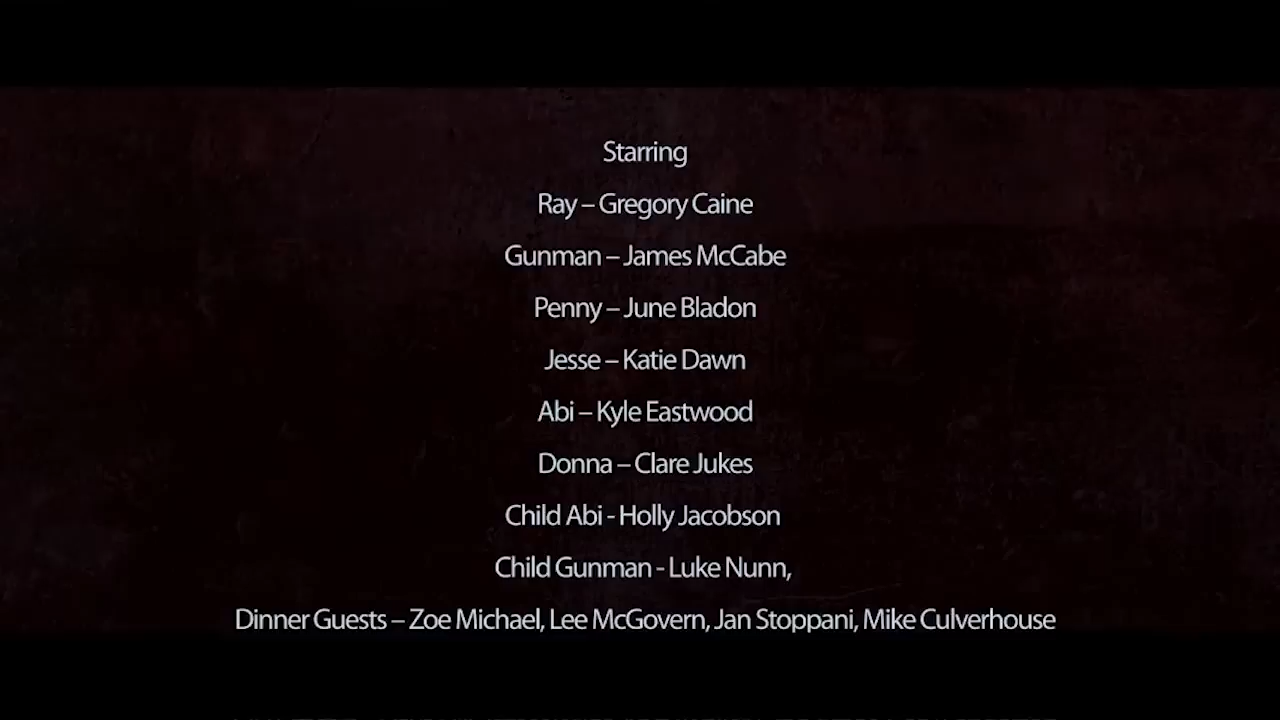 Starring
Ray – Gregory Caine
Gunman – James McCabe
Penny – June Bladon
Jesse – Katie Dawn
Abi – Kyle Eastwood
Donna – Clare Jukes
Child Abi - Holly Jacobson
Child Gunman - Luke Nunn,
Dinner Guests – Zoe Michael, Lee McGovern, Jan Stoppani, Mike Culverhouse